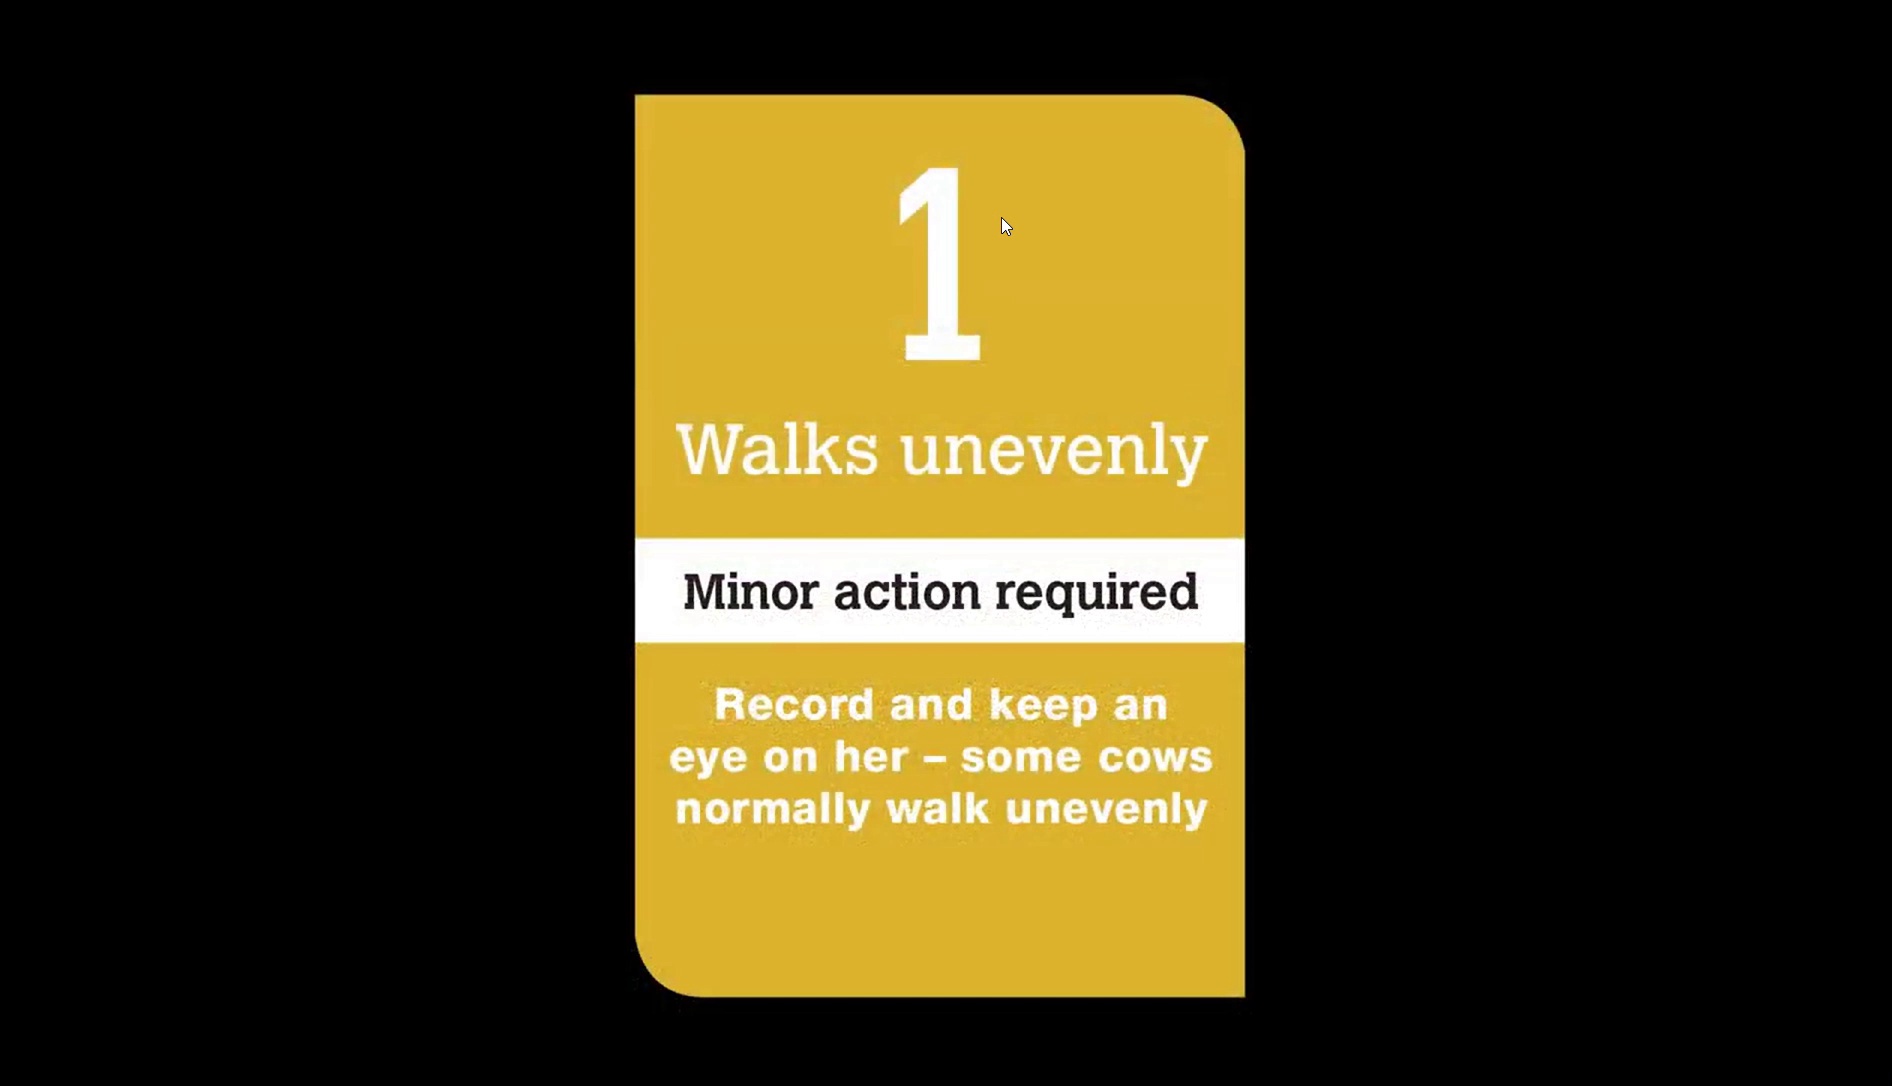 1
Walks unevenly
Minor action required
Record and keep an
eye on her – some cows
normally walk unevenly